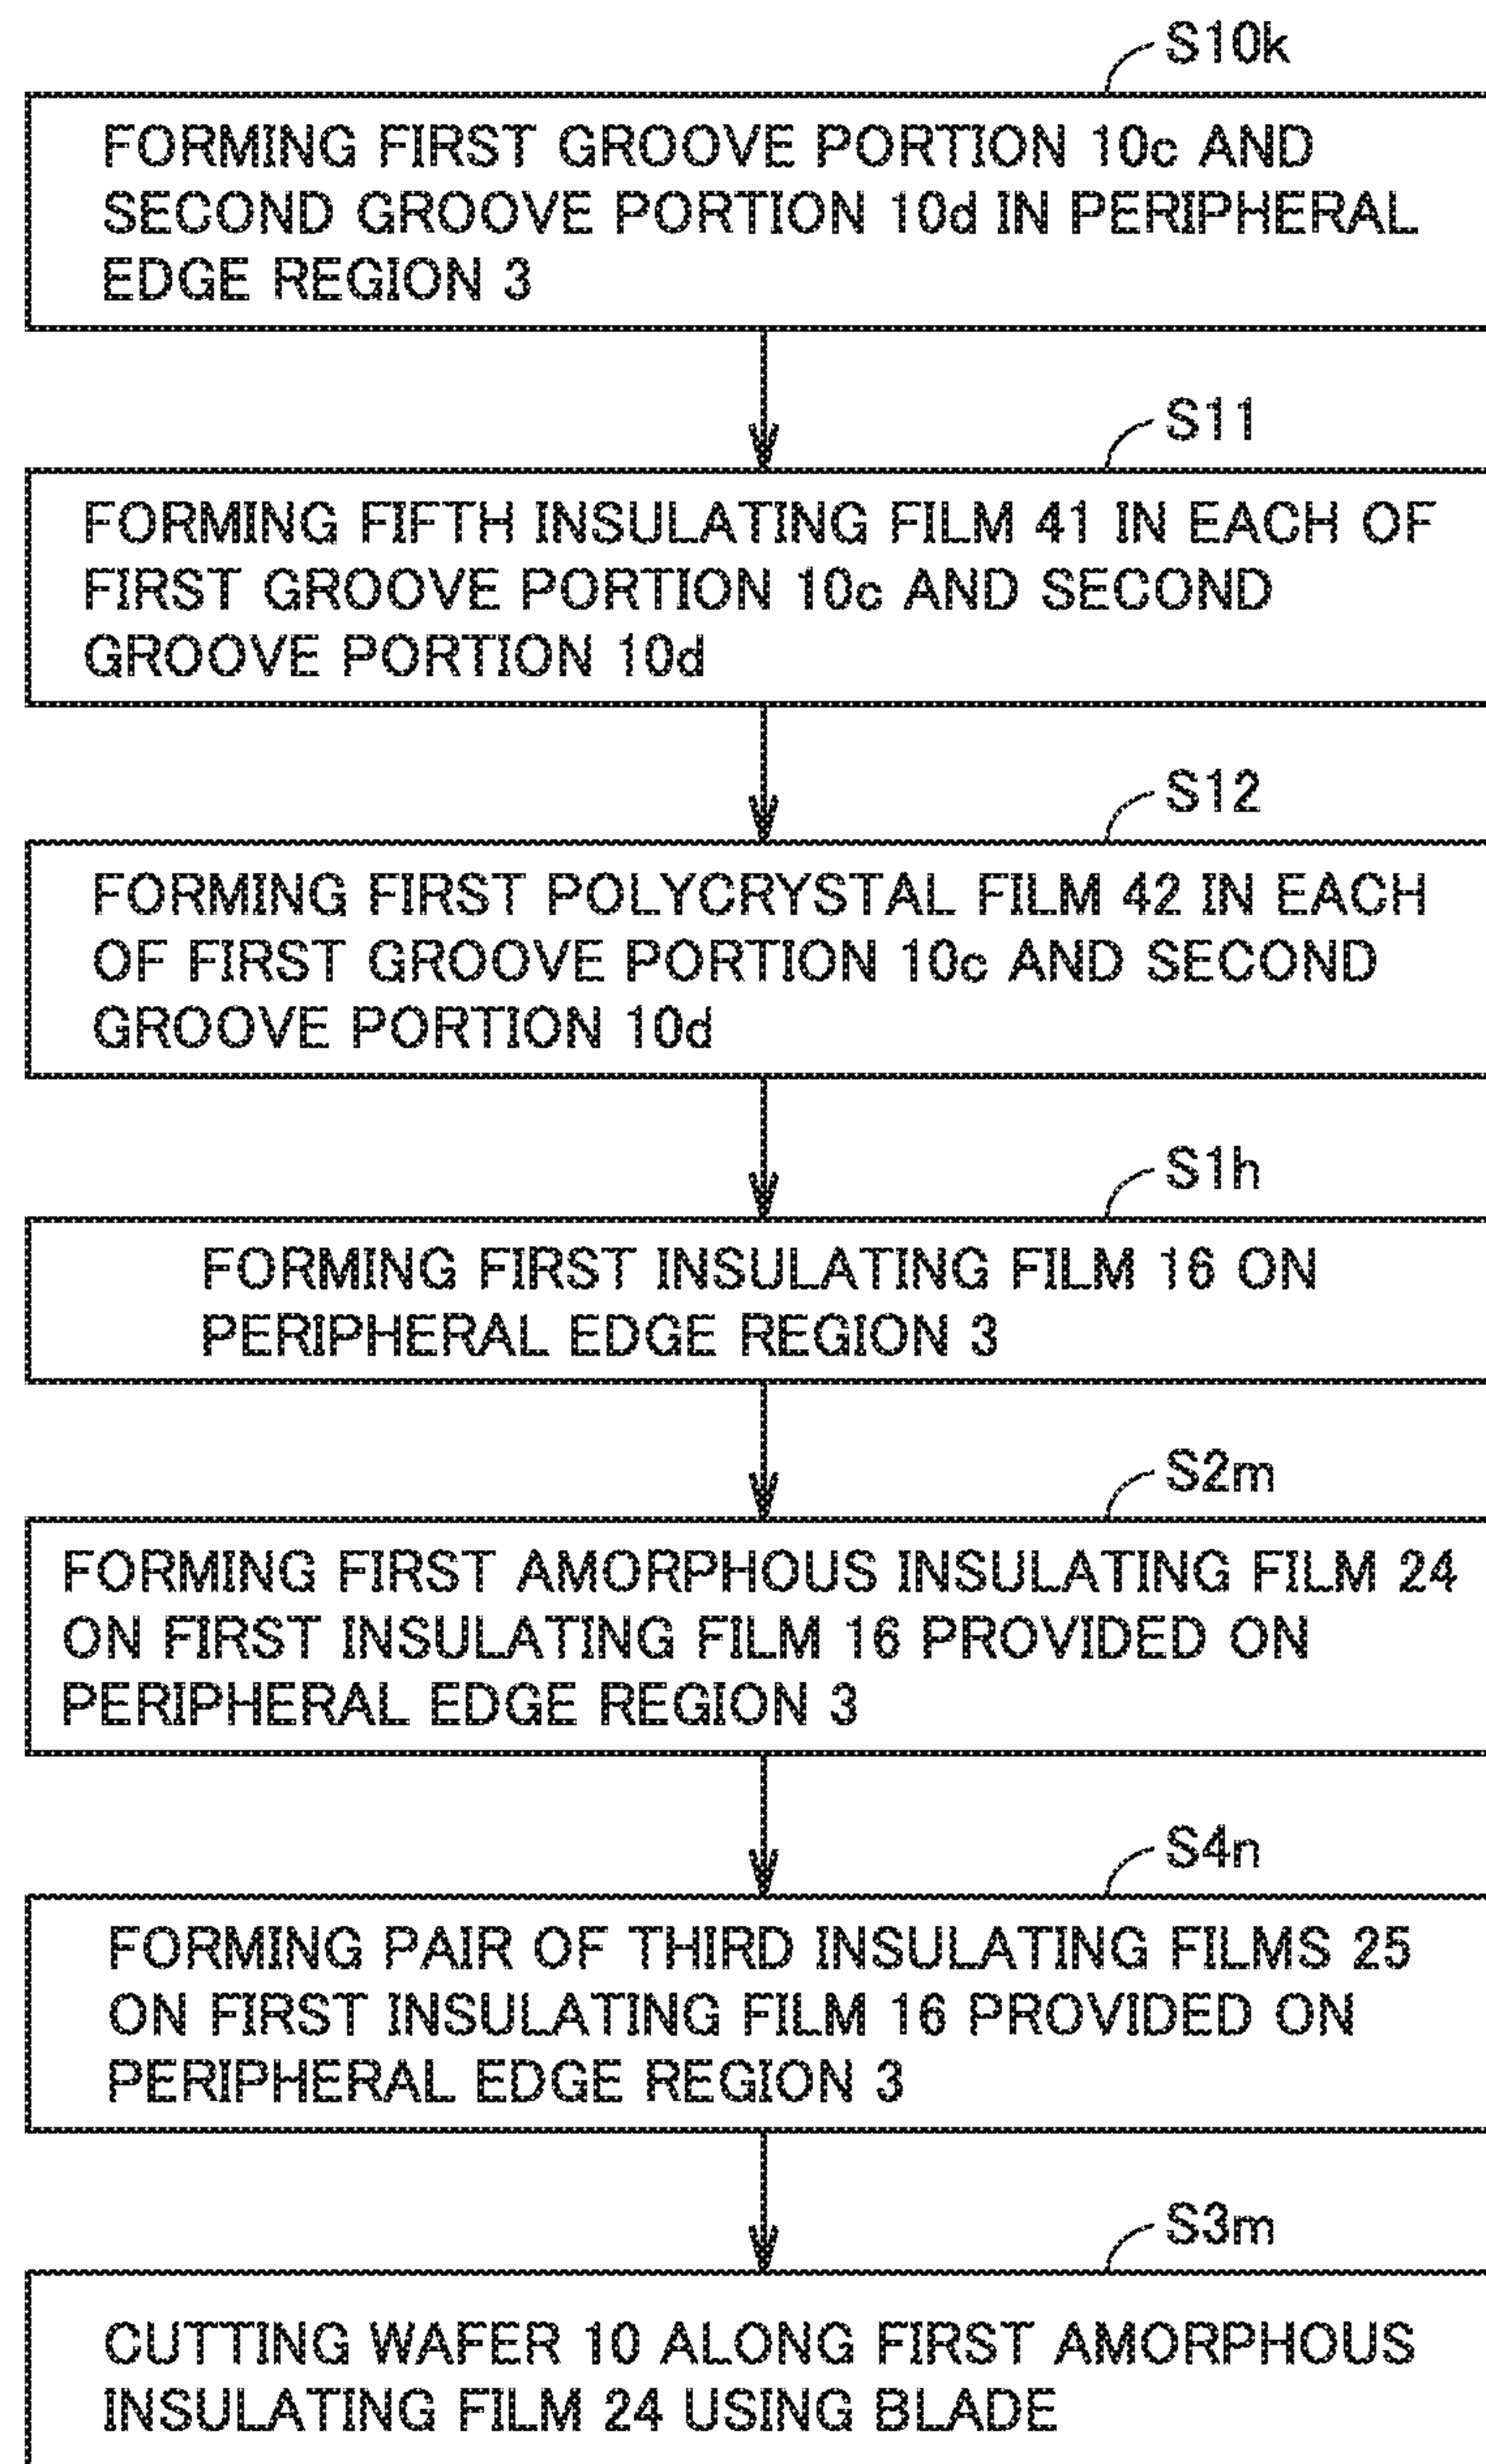 S10k
FORMING FIRST GROOVE PORTION 10c AND
SECOND GROOVE PORTION 10d IN PERIPHERAL
EDGE REGION 3
S11
FORMING FIFTH INSULATING FILM 41 IN EACH OF
FIRST GROOVE PORTION 10c AND SECOND
GROOVE PORTION 10d
S12
FORMING FIRST POLYCRYSTAL FILM 42 IN EACH
OF FIRST GROOVE PORTION 10c AND SECOND
GROOVE PORTION 10d
S1h
FORMING FIRST INSULATING FILM 16 ON
PERIPHERAL EDGE REGION 3
S2m
FORMING FIRST AMORPHOUS INSULATING FILM 24
ON FIRST INSULATING FILM 16 PROVIDED ON
PERIPHERAL EDGE REGION 3
S4n
FORMING PAIR OF THIRD INSULATING FILMS 25
ON FIRST INSULATING FILM 16 PROVIDED ON
PERIPHERAL EDGE REGION 3
S3m
CUTTING WAFER 10 ALONG FIRST AMORPHOUS
INSULATING FILM 24 USING BLADE